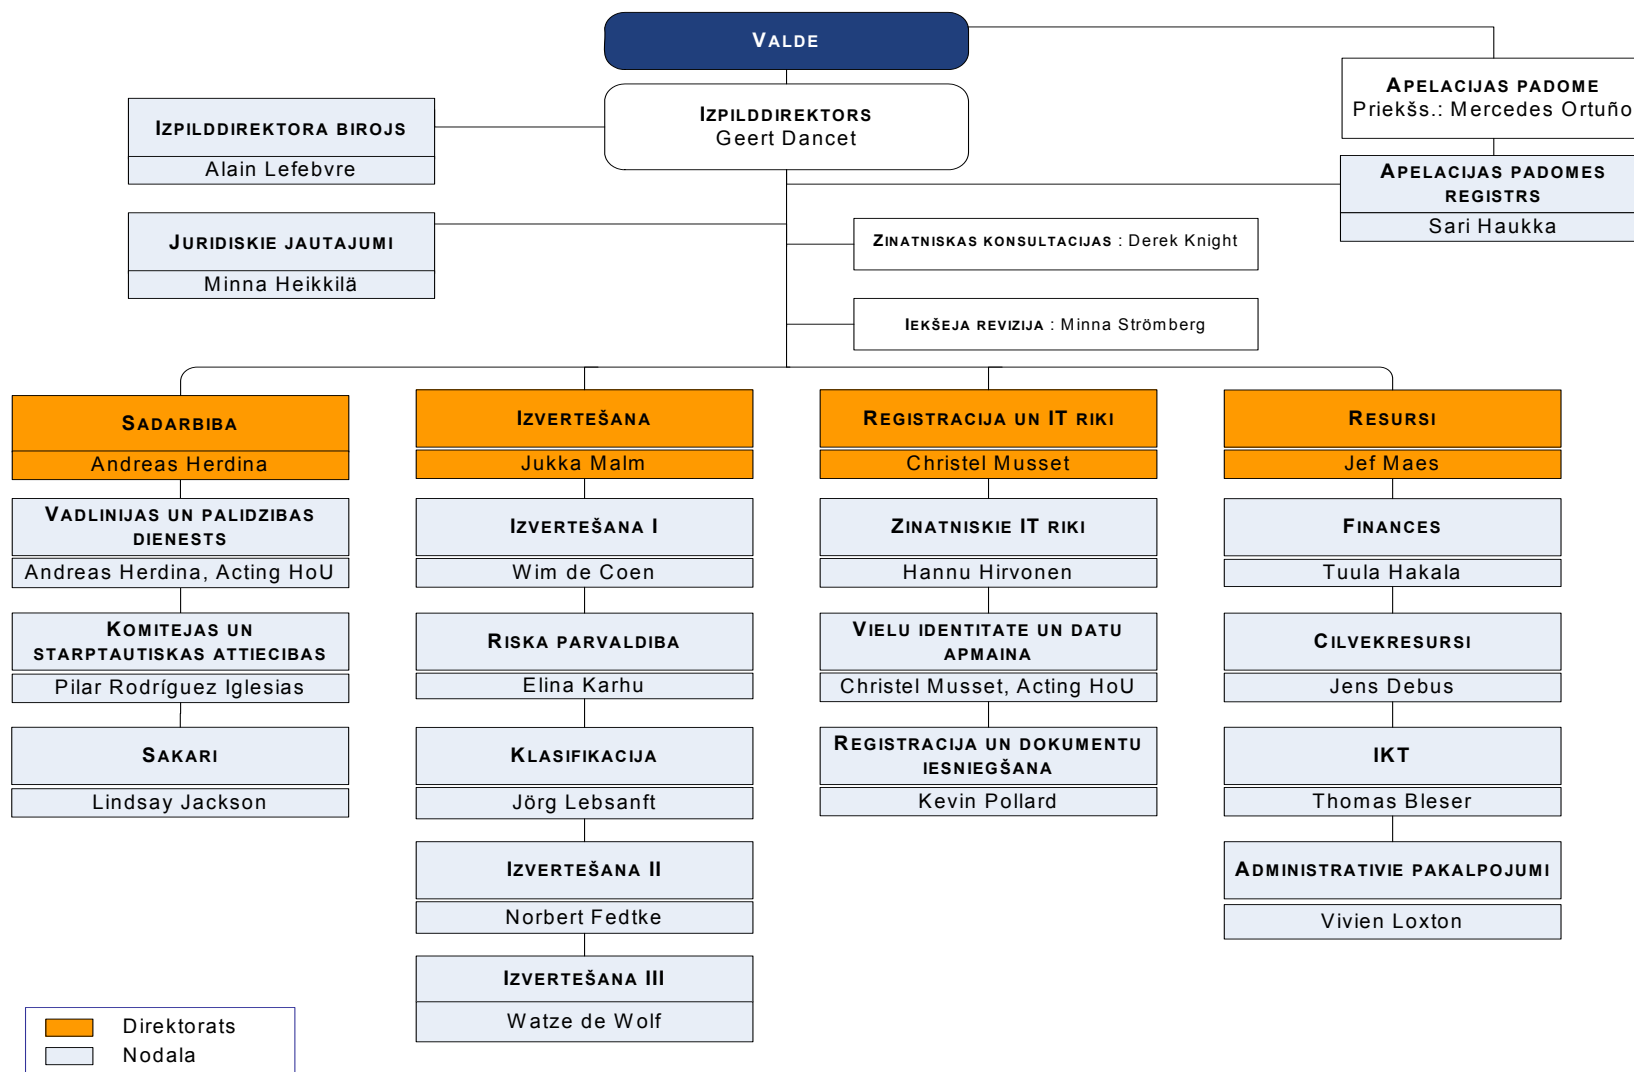 VALDE
APELACIJAS PADOME
Priekšs.: Mercedes Ortuño
IZPILDDIREKTORS
Geert Dancet
IZPILDDIREKTORA BIROJS
Alain Lefebvre
APELACIJAS PADOMES
REGISTRS
Sari Haukka
JURIDISKIE JAUTAJUMI
Minna Heikkilä
ZINATNISKAS KONSULTACIJAS : Derek Knight
IEKŠEJA REVIZIJA : Minna Strömberg
SADARBIBA
Andreas Herdina
VADLINIJAS UN PALIDZIBAS
DIENESTS
Andreas Herdina, Acting HoU
KOMITEJAS UN
STARPTAUTISKAS ATTIECIBAS
Pilar Rodríguez Iglesias
SAKARI
Lindsay Jackson
IZVERTEŠANA
Jukka Malm
IZVERTEŠANA I
Wim de Coen
RISKA PARVALDIBA
Elina Karhu
KLASIFIKACIJA
Jörg Lebsanft
IZVERTEŠANA II
Norbert Fedtke
IZVERTEŠANA III
Watze de Wolf
REGISTRACIJA UN IT RIKI
Christel Musset
ZINATNISKIE IT RIKI
Hannu Hirvonen
VIELU IDENTITATE UN DATU
APMAINA
Christel Musset, Acting HoU
REGISTRACIJA UN DOKUMENTU
IESNIEGŠANA
Kevin Pollard
RESURSI
Jef Maes
FINANCES
Tuula Hakala
CILVEKRESURSI
Jens Debus
IKT
Thomas Bleser
ADMINISTRATIVIE PAKALPOJUMI
Vivien Loxton
Direktorats
Nodala